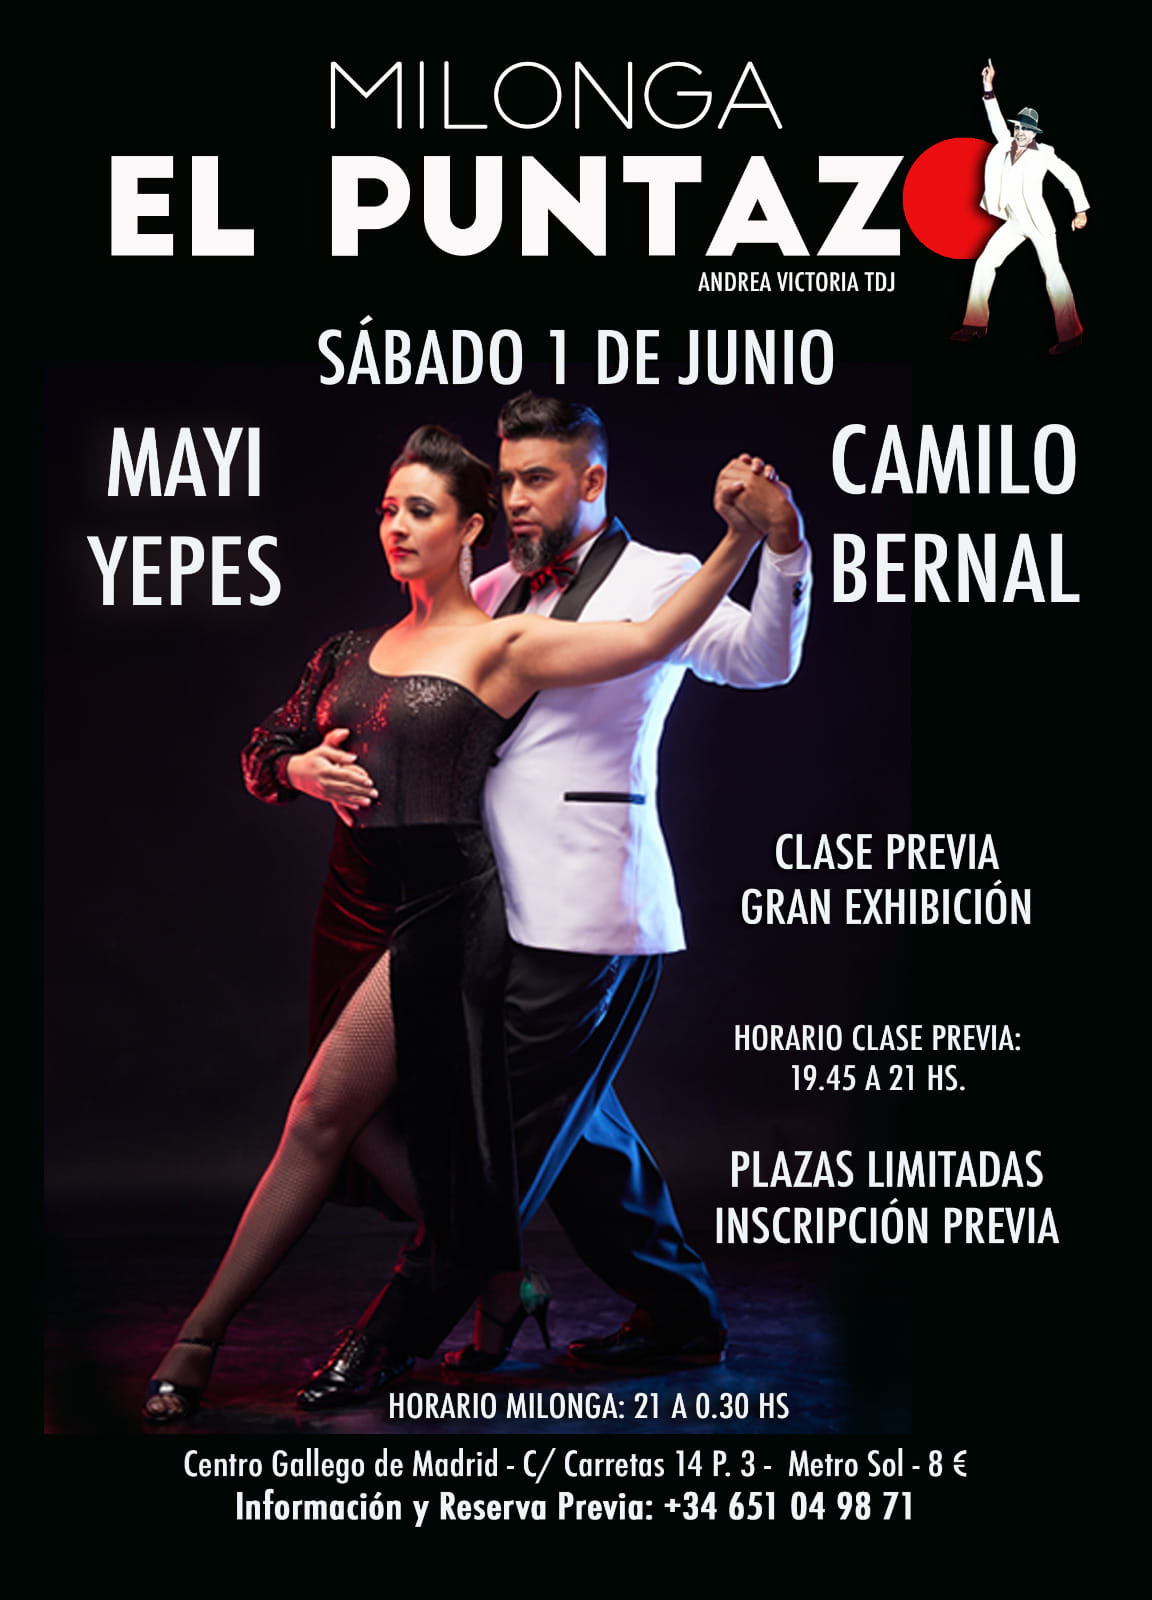 MILONGA
EL PUNTAZO
ANDREA VICTORIA TDJ
SÁBADO 1 DE JUNIO
MAYI
YEPES
CAMILO
BERNAL
CLASE PREVIA
GRAN EXHIBICIÓN
HORARIO CLASE PREVIA:
19.45 A 21 HS.
PLAZAS LIMITADAS
INSCRIPCIÓN PREVIA
HORARIO MILONGA: 21 A 0.30 HS
Centro Gallego de Madrid - C/ Carretas 14 P. 3 - Metro Sol - 8 €
Información y Reserva Previa: +34 651 04 98 71